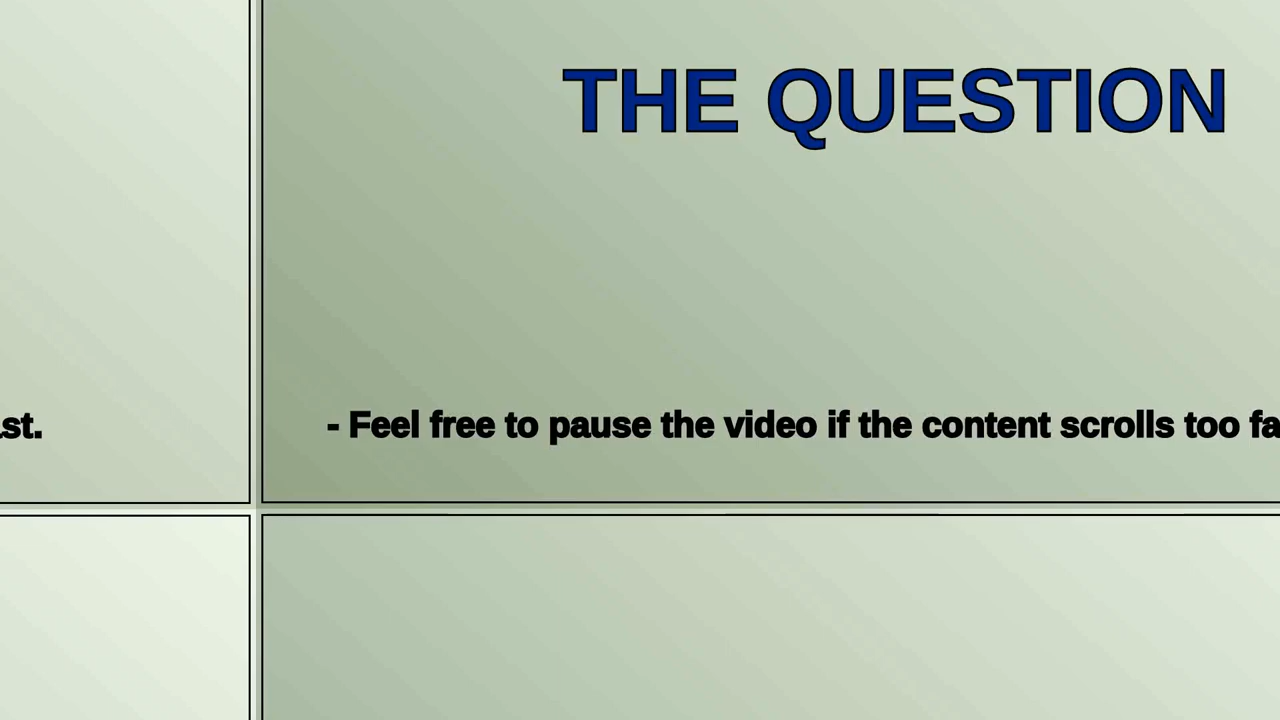 THE QUESTION
st.
- Feel free to pause the video if the content scrolls too fa